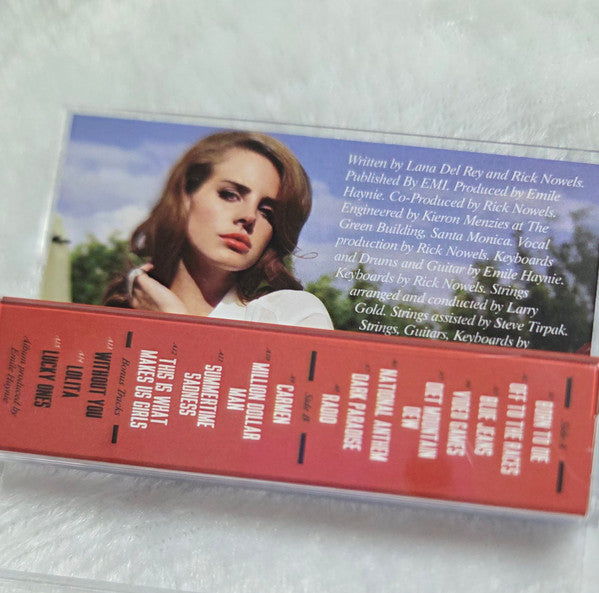 Written by Lana Del Rey and Rick Nowels.
Published By EMI. Produced by Emile
Haynie. Co-Produced by Rick Nowels.
Engineered by Kieron Menzies at The
Green Building, Santa Monica. Vocal
production by Rick Nowels. Keyboards
and Drums and Guitar by Emile Haynie.
Keyboards by Rick Nowels. Strings
arranged and conducted by Larry
Gold. Strings assisted by Steve Tirpak.
Strings, Guitars, Keyboards by
Side A
BORN TO DIE
OFF TO THE RACES
BLUE JEANS
VIDEO GAMES
DIET MOUNTAIN
DEW
NATIONAL ANTHEM
DARK PARADISE
RADIO
Side B
CARMEN
MILLION DOLLAR
MAN
SUMMERTIME
SADNESS
THIS IS WHAT
MAKES US GIRLS
Bonus Tracks
WITHOUT YOU
LOLITA
LUCKY ONES
Album produced by
Emile Haynie